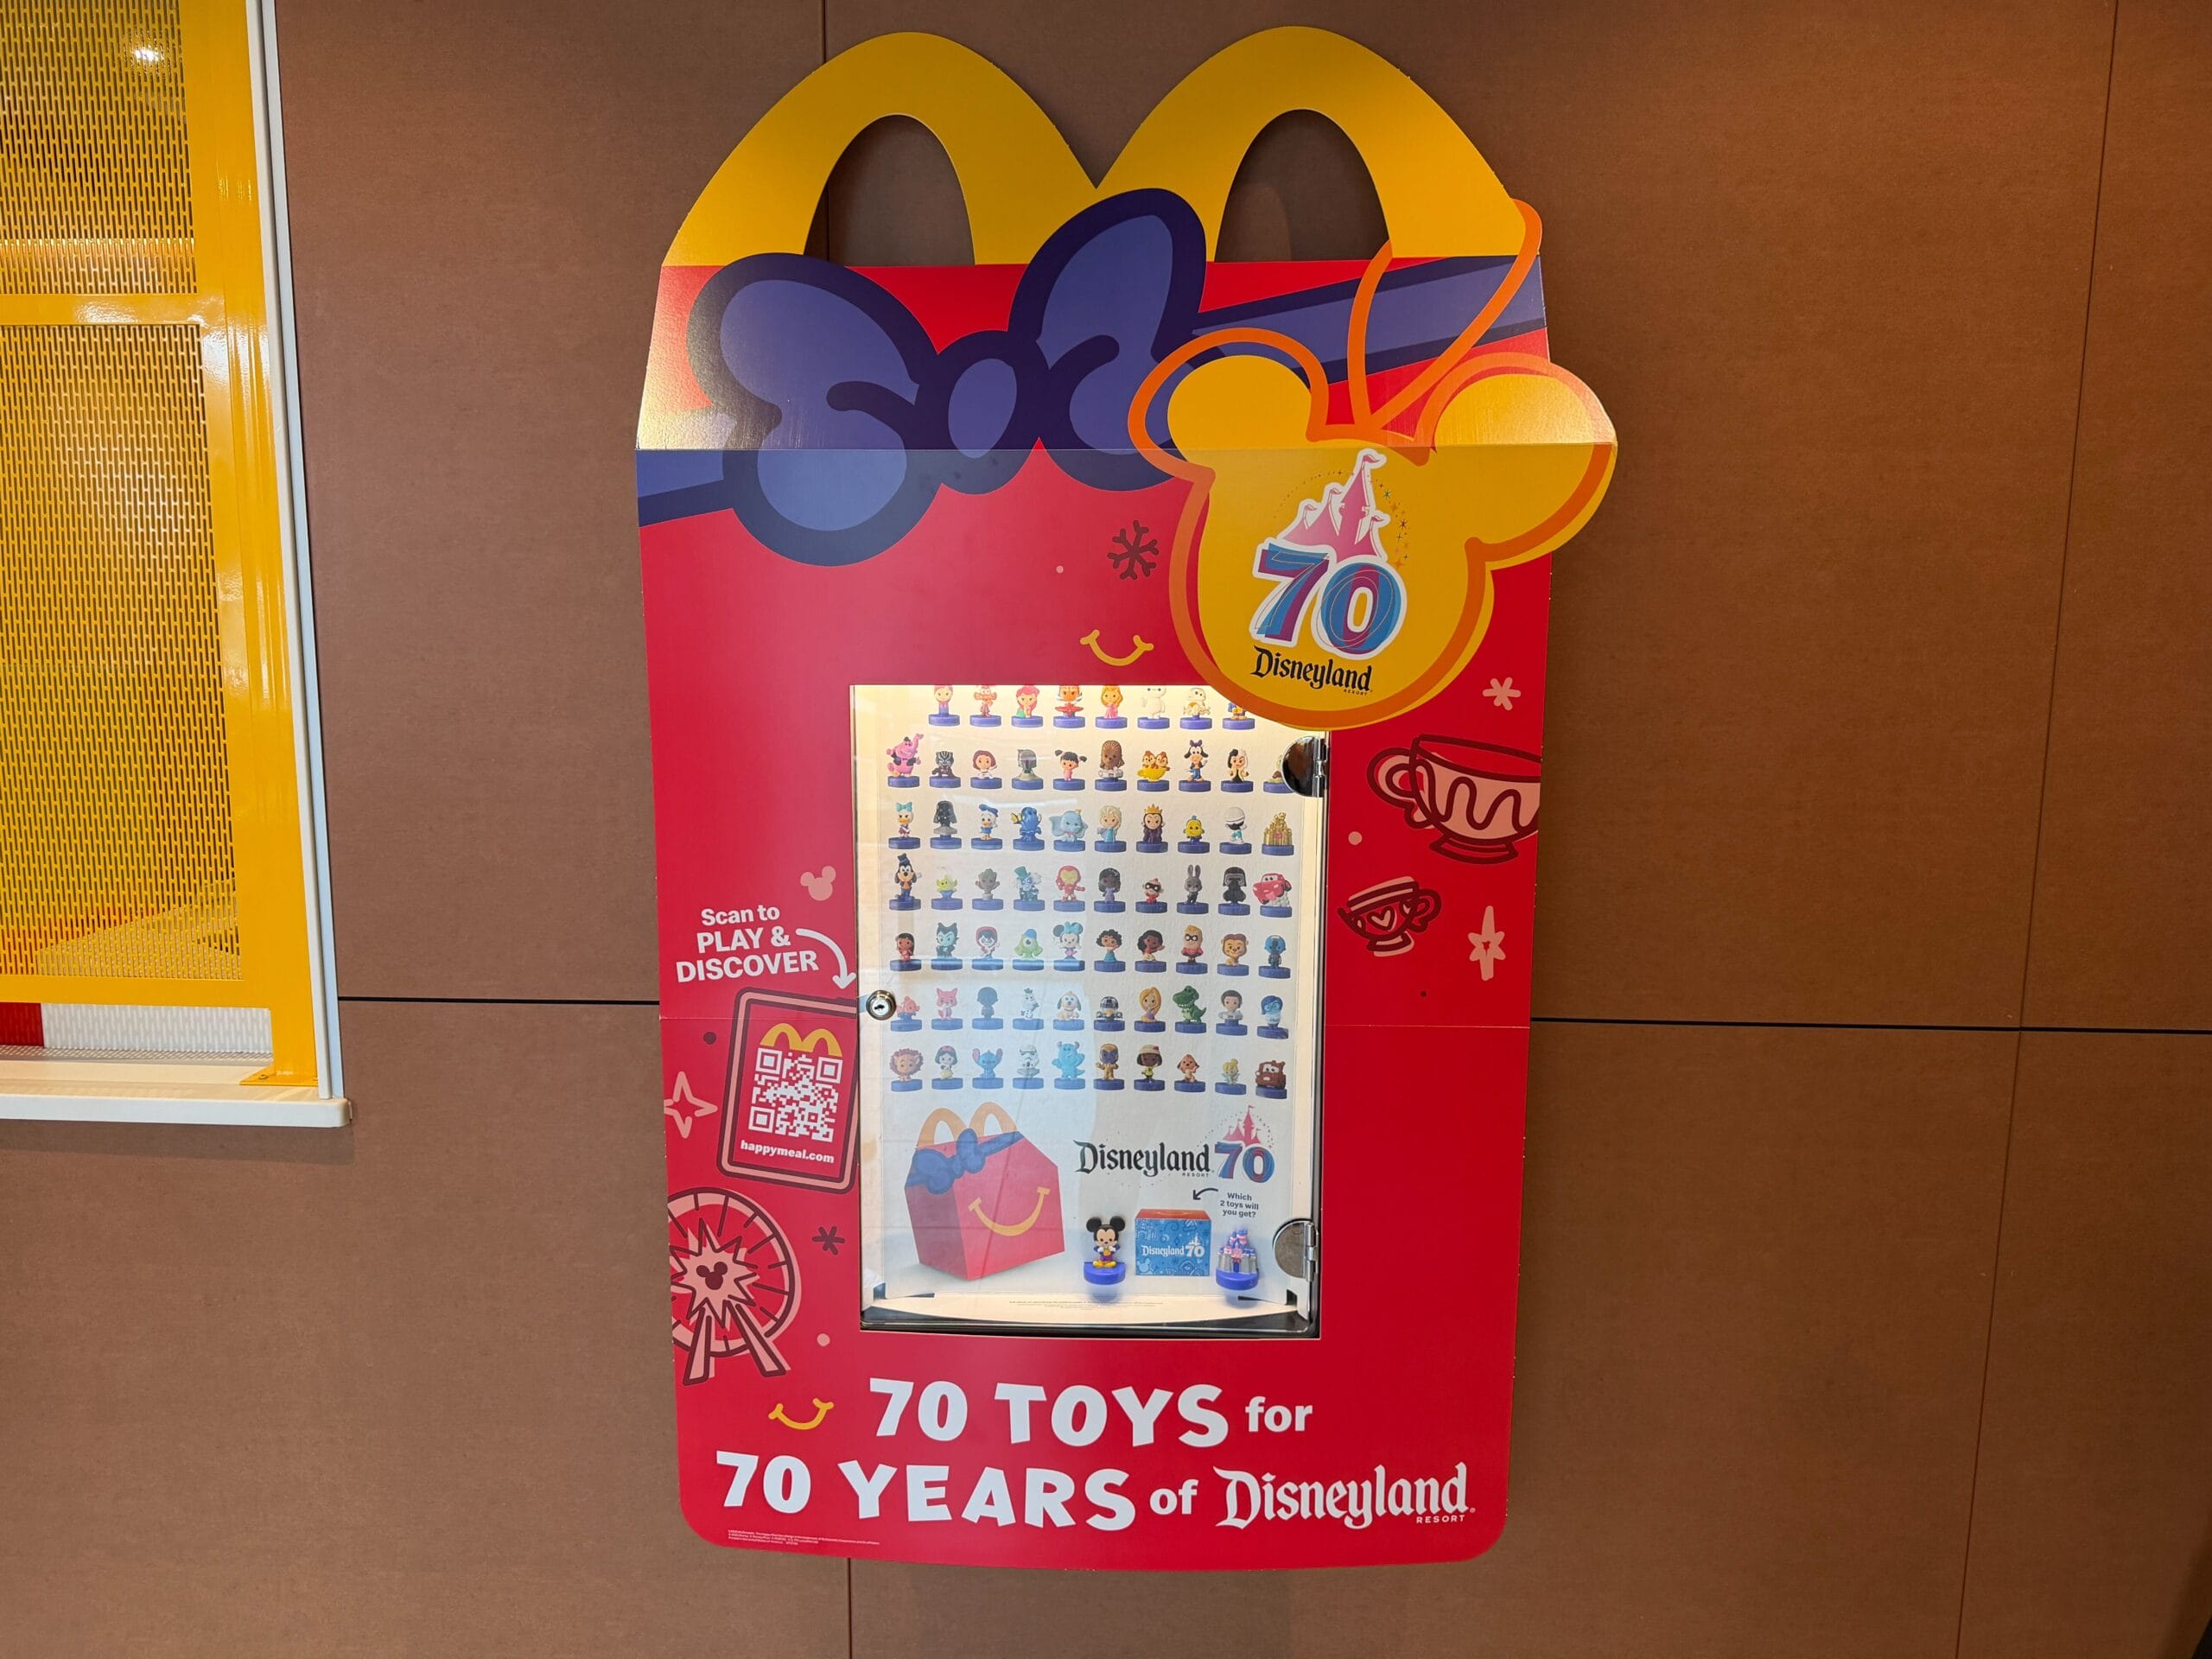 70
Disneyland
RESORT
Scan to
PLAY &
DISCOVER
happymeal.com
Disneyland 70
RESORT
Which
2 toys will
you get?
Disneyland 70
70 TOYS for
70 YEARS of Disneyland
RESORT